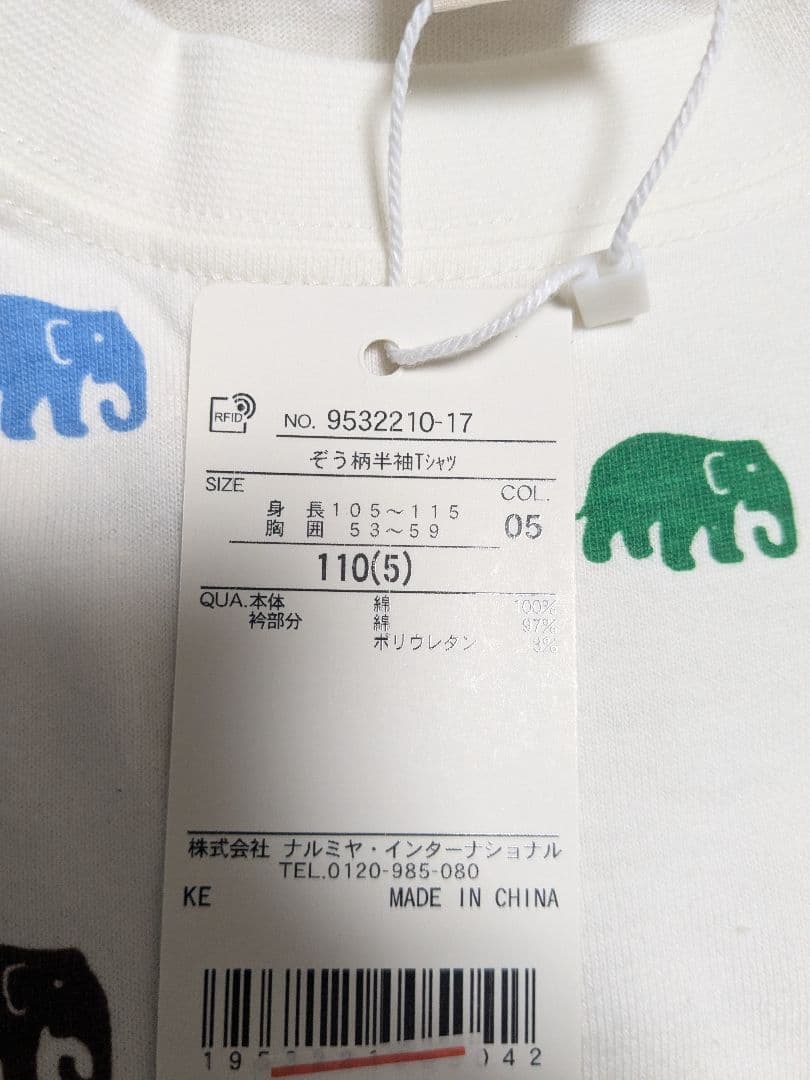 RFID
NO. 9532210-17
ぞう柄半袖Tシャツ
SIZE
COL.
身 長 105～115
胸 囲 53～59
05
110(5)
QUA. 本体 綿 100%
衿部分 綿 97%
ポリウレタン 3%
株式会社 ナルミヤ・インターナショナル
TEL.0120-985-080
KE MADE IN CHINA